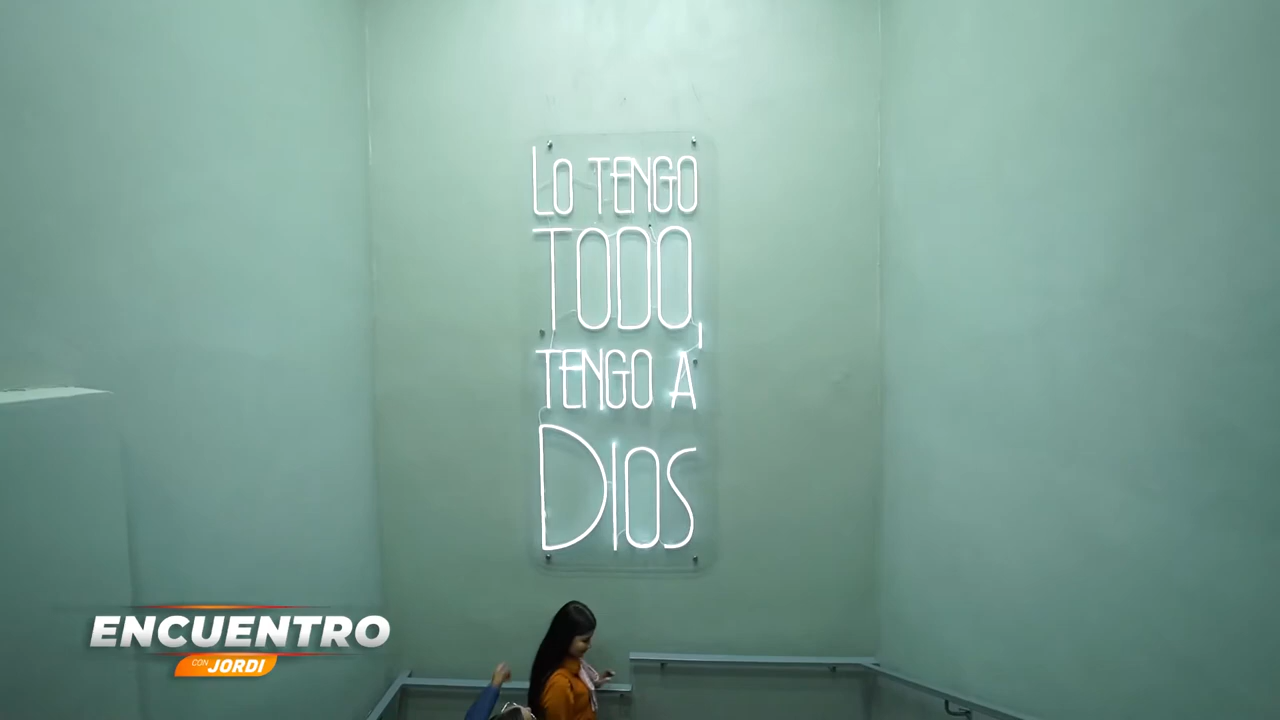 Lo TENGO
TODO,
TENGO A
DIOS
ENCUENTRO
CON JORDI